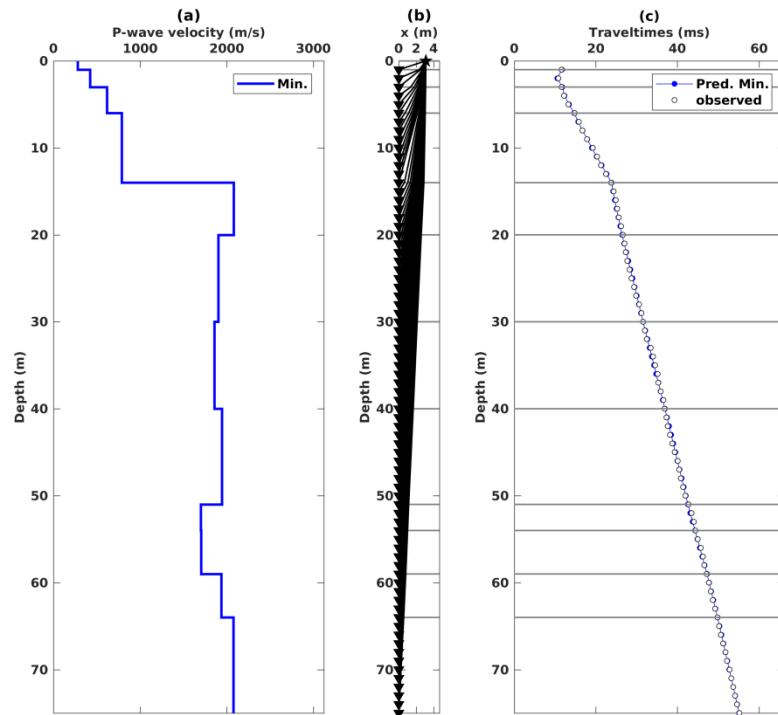 (a)
P-wave velocity (m/s)
0 1000 2000 3000
0
10
20
30
40
50
60
70
Depth (m)
Min.
(b)
x (m)
0 2 4
0
10
20
30
40
50
60
70
Depth (m)
(c)
Traveltimes (ms)
0 20 40 60
0
10
20
30
40
50
60
70
Depth (m)
Pred. Min.
observed